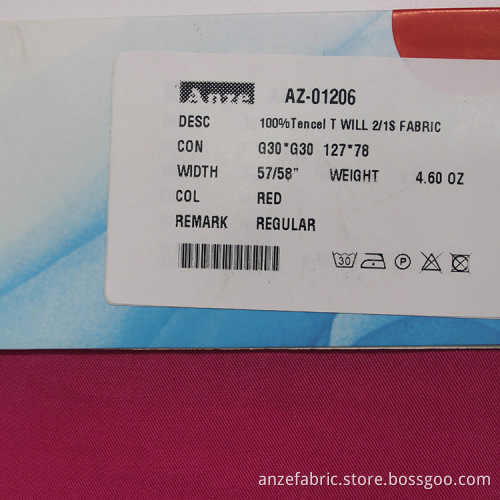 Anze AZ-01206
DESC 100%Tencel T WILL 2/1S FABRIC
CON G30*G30 127*78
WIDTH 57/58" WEIGHT 4.60 OZ
COL RED
REMARK REGULAR
30 P
anzefabric.store.bossgoo.com